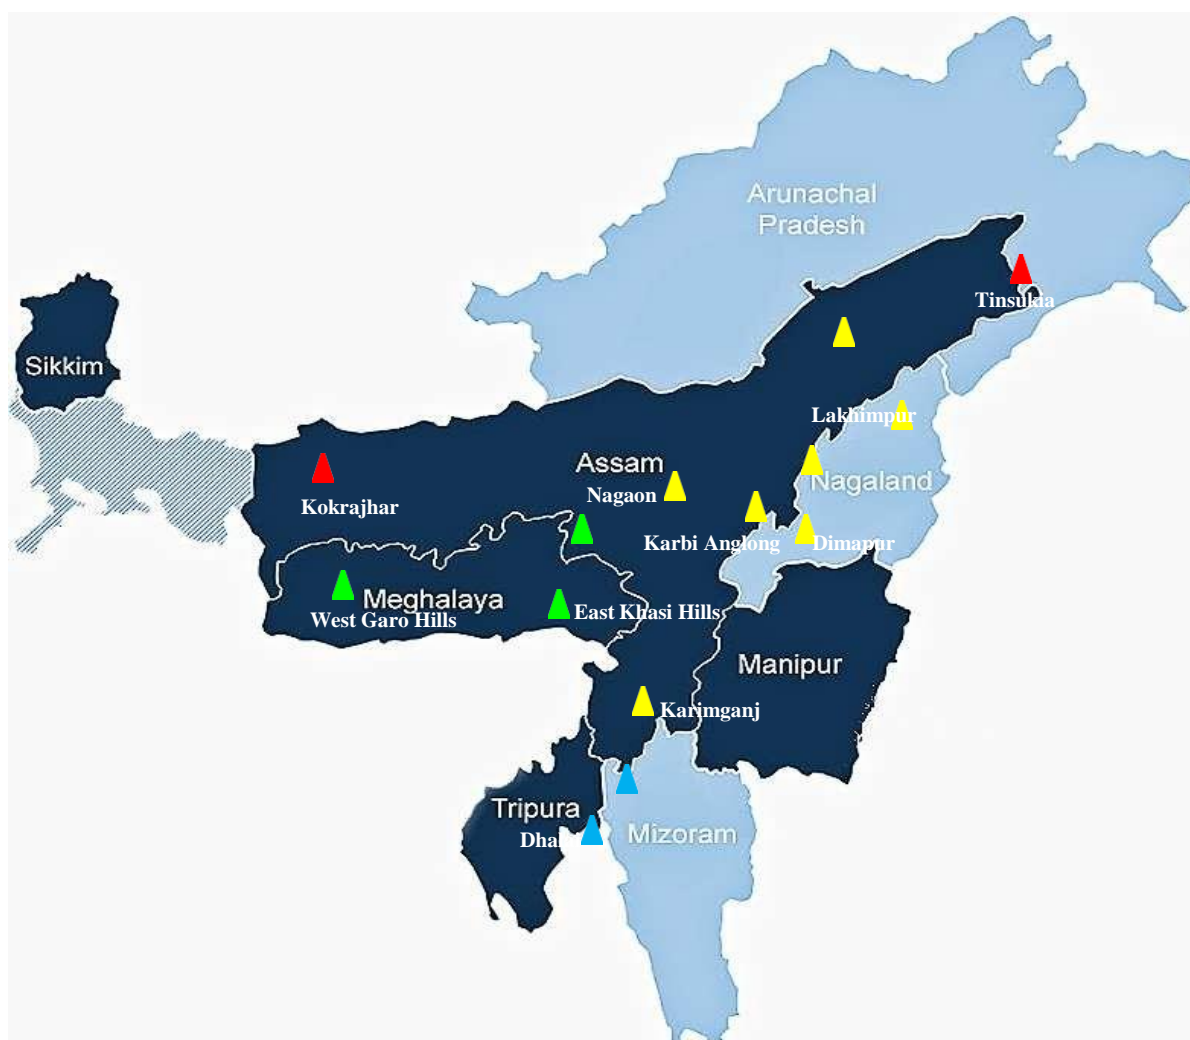 Arunachal
Pradesh
Tinsukia
Sikkim
Lakhimpur
Assam
Nagaland
Nagaon
Kokrajhar
Karbi Anglong
Dimapur
Meghalaya
East Khasi Hills
West Garo Hills
Manipur
Karimganj
Tripura
Mizoram